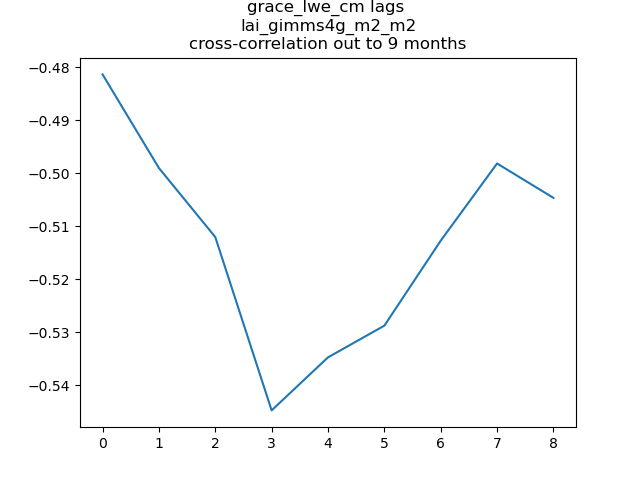 grace_lwe_cm lags
lai_gimms4g_m2_m2
cross-correlation out to 9 months
−0.48
−0.49
−0.50
−0.51
−0.52
−0.53
−0.54
0 1 2 3 4 5 6 7 8